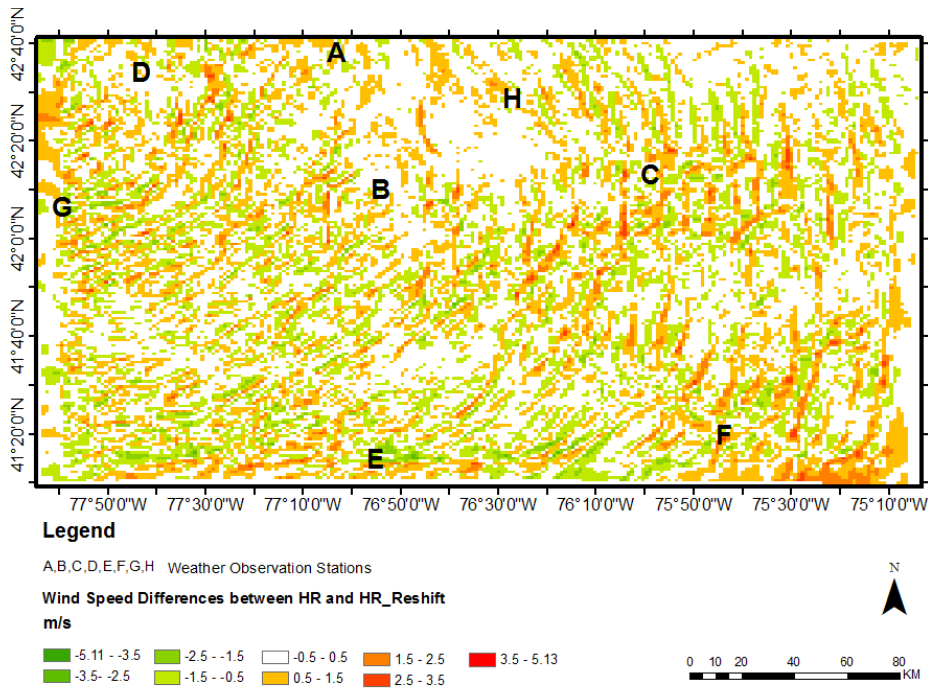 42°40'0"N
42°20'0"N
42°0'0"N
41°40'0"N
41°20'0"N
A
D
H
C
B
G
F
E
77°50'0"W 77°30'0"W 77°10'0"W 76°50'0"W 76°30'0"W 76°10'0"W 75°50'0"W 75°30'0"W 75°10'0"W
Legend
A,B,C,D,E,F,G,H Weather Observation Stations
Wind Speed Differences between HR and HR_Reshift
m/s
-5.11 - -3.5 -2.5 - -1.5 -0.5 - 0.5 1.5 - 2.5 3.5 - 5.13
-3.5- -2.5 -1.5 - -0.5 0.5 - 1.5 2.5 - 3.5
N
0 10 20 40 60 80
KM